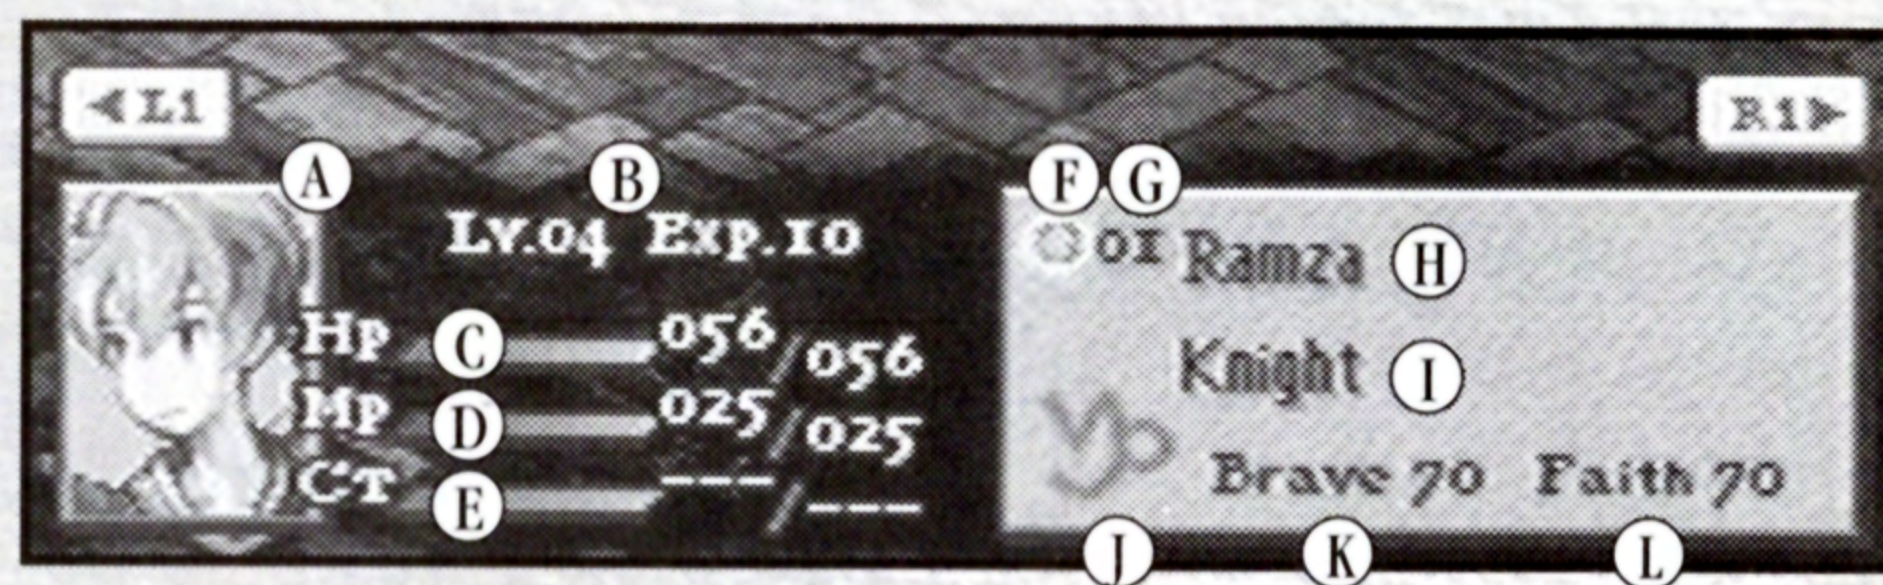 ◀L1 R1▶
A B F G
Lv.04 Exp.10
01 Ramza H
Hp C 056/056
Knight I
Mp D 025/025
CT E ---/---
Brave 70 Faith 70
J K L